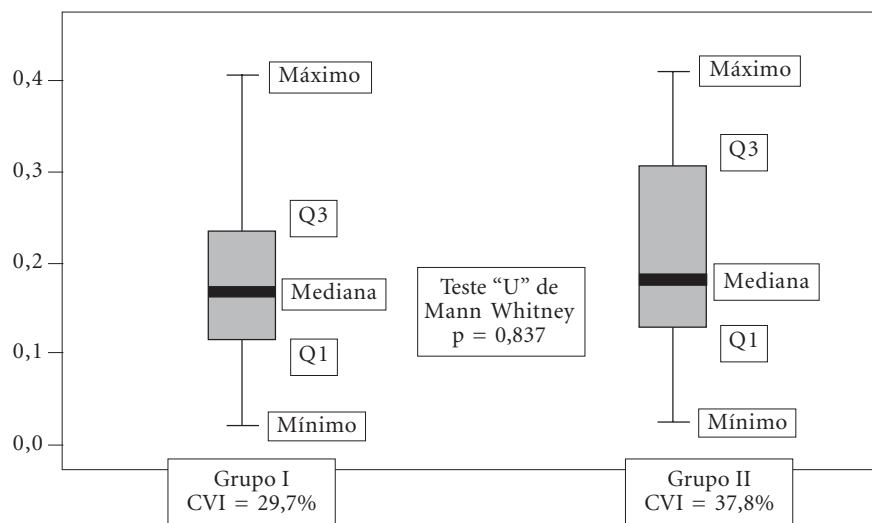 0,4
0,3
0,2
0,1
0,0
Máximo
Q3
Mediana
Q1
Mínimo
Grupo I
CVI = 29,7%
Teste “U” de
Mann Whitney
p = 0,837
Máximo
Q3
Mediana
Q1
Mínimo
Grupo II
CVI = 37,8%